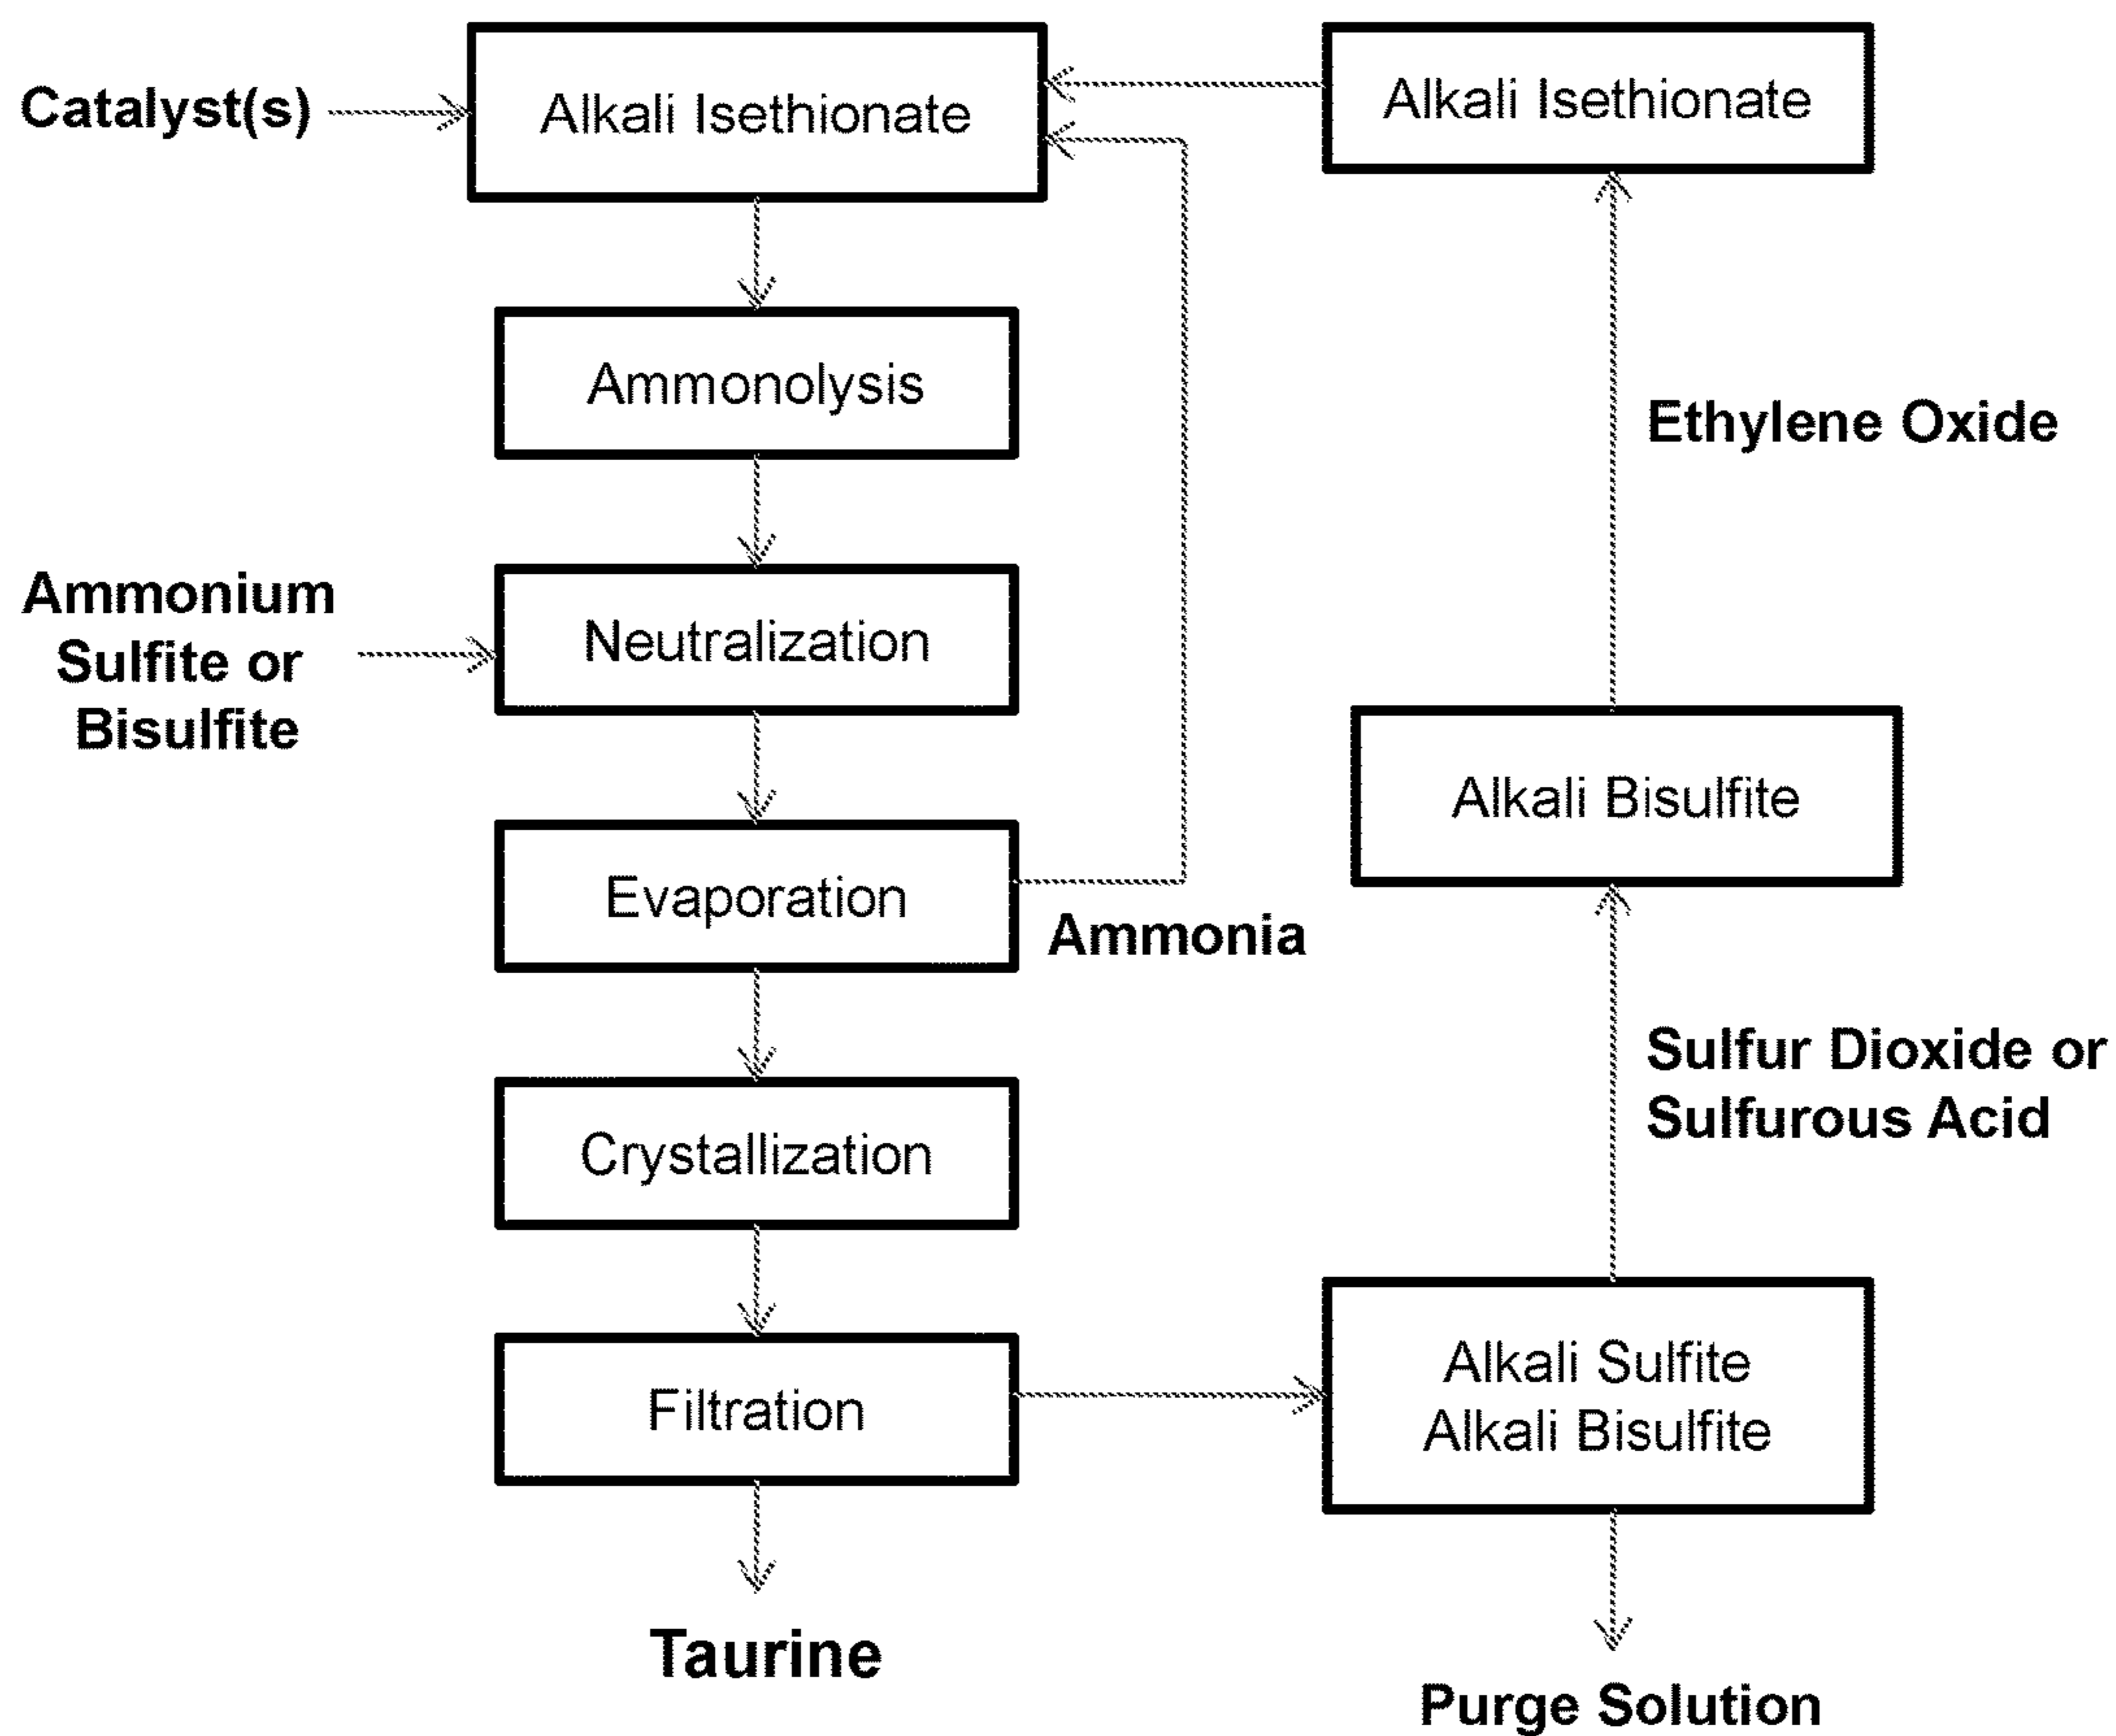 Catalyst(s)
Alkali Isethionate
Alkali Isethionate
Ammonolysis
Ethylene Oxide
Ammonium
Sulfite or
Bisulfite
Neutralization
Alkali Bisulfite
Evaporation
Ammonia
Sulfur Dioxide or
Sulfurous Acid
Crystallization
Filtration
Alkali Sulfite
Alkali Bisulfite
Taurine
Purge Solution